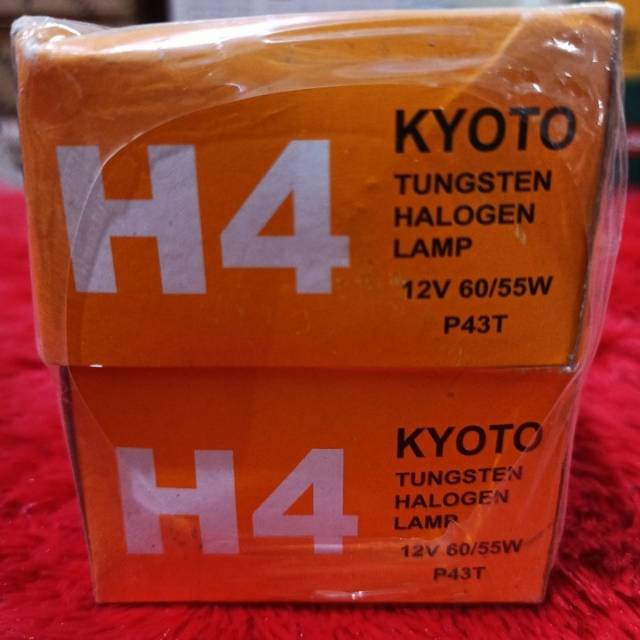 H4
KYOTO
TUNGSTEN
HALOGEN
LAMP
12V 60/55W
P43T
H4
KYOTO
TUNGSTEN
HALOGEN
LAMP
12V 60/55W
P43T